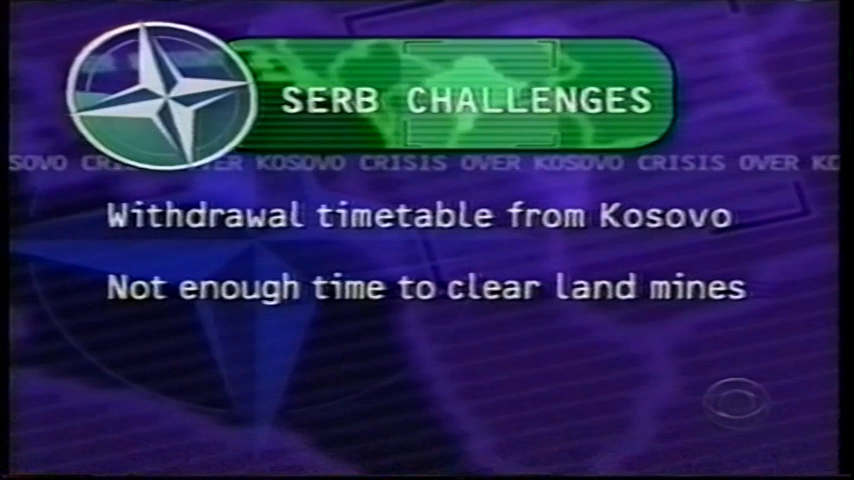 SERB CHALLENGES
SOVO CRISIS OVER KOSOVO CRISIS OVER KOSOVO CRISIS OVER KO
Withdrawal timetable from Kosovo
Not enough time to clear land mines